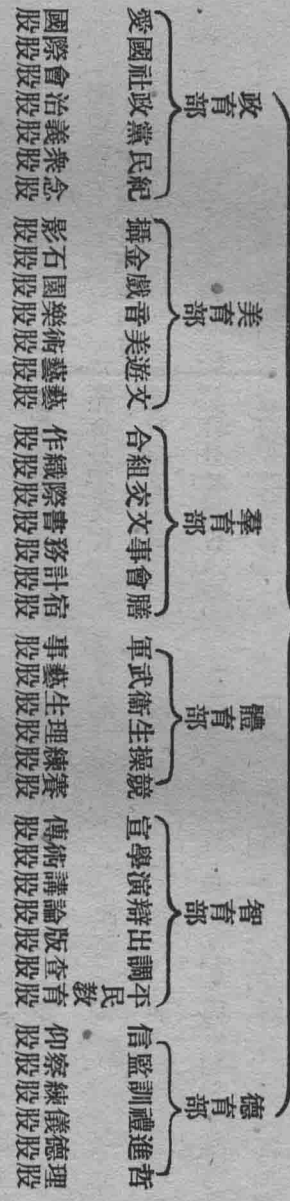 德育部
哲理股
進德股
禮儀股
訓練股
監察股
信仰股
智育部
平民教育股
調查股
出版股
辯論股
演講股
學術股
宣傳股
體育部
競賽股
操練股
生理股
衞生股
武藝股
軍事股
羣育部
膳宿股
會計股
事務股
文書股
交際股
組織股
合作股
美育部
文藝股
遊藝股
美術股
音樂股
戲園股
金石股
攝影股
政育部
紀念股
民衆股
黨義股
政治股
社會股
國際股
愛國股